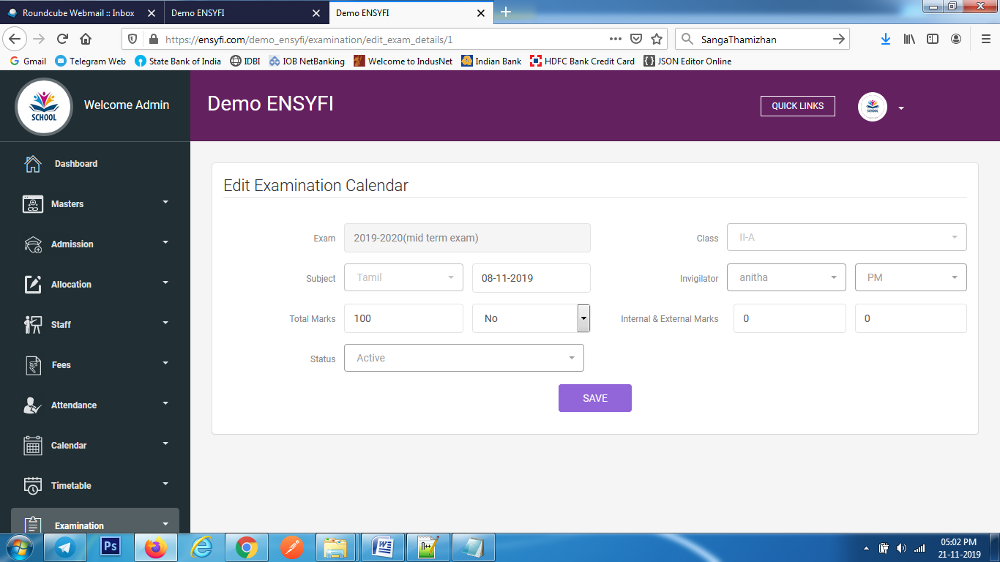 Roundcube Webmail :: Inbox
Demo ENSYFI
Demo ENSYFI
https://ensyfi.com/demo_ensyfi/examination/edit_exam_details/1
SangaThamizhan
Gmail
Telegram Web
State Bank of India
IDBI
IOB NetBanking
Welcome to IndusNet
Indian Bank
HDFC Bank Credit Card
JSON Editor Online
SCHOOL
Welcome Admin
Demo ENSYFI
QUICK LINKS
SCHOOL
Dashboard
Masters
Admission
Allocation
Staff
Fees
Attendance
Calendar
Timetable
Examination
Edit Examination Calendar
Exam
2019-2020(mid term exam)
Class
II-A
Subject
Tamil
08-11-2019
Invigilator
anitha
PM
Total Marks
100
No
Internal & External Marks
0
0
Status
Active
SAVE
Ps
05:02 PM
21-11-2019